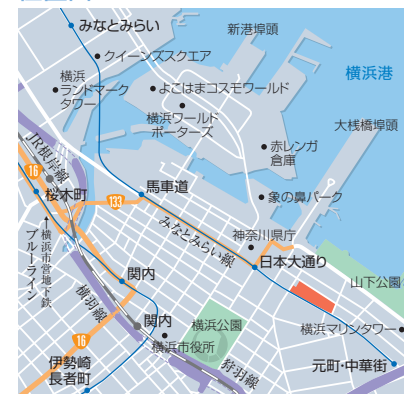 みなとみらい
新港埠頭
クイーンズスクエア
横浜港
横浜
ランドマーク
タワー
よこはまコスモワールド
横浜ワールド
ポーターズ
大桟橋埠頭
赤レンガ
倉庫
JR根岸線
16
桜木町
馬車道
133
象の鼻パーク
みなとみらい線
神奈川県庁
日本大通り
横浜市営地下鉄
ブルーライン
山下公園
関内
横羽線
関内
横浜公園
横浜マリンタワー
16
横浜市役所
伊勢崎
長者町
狩羽線
元町・中華街